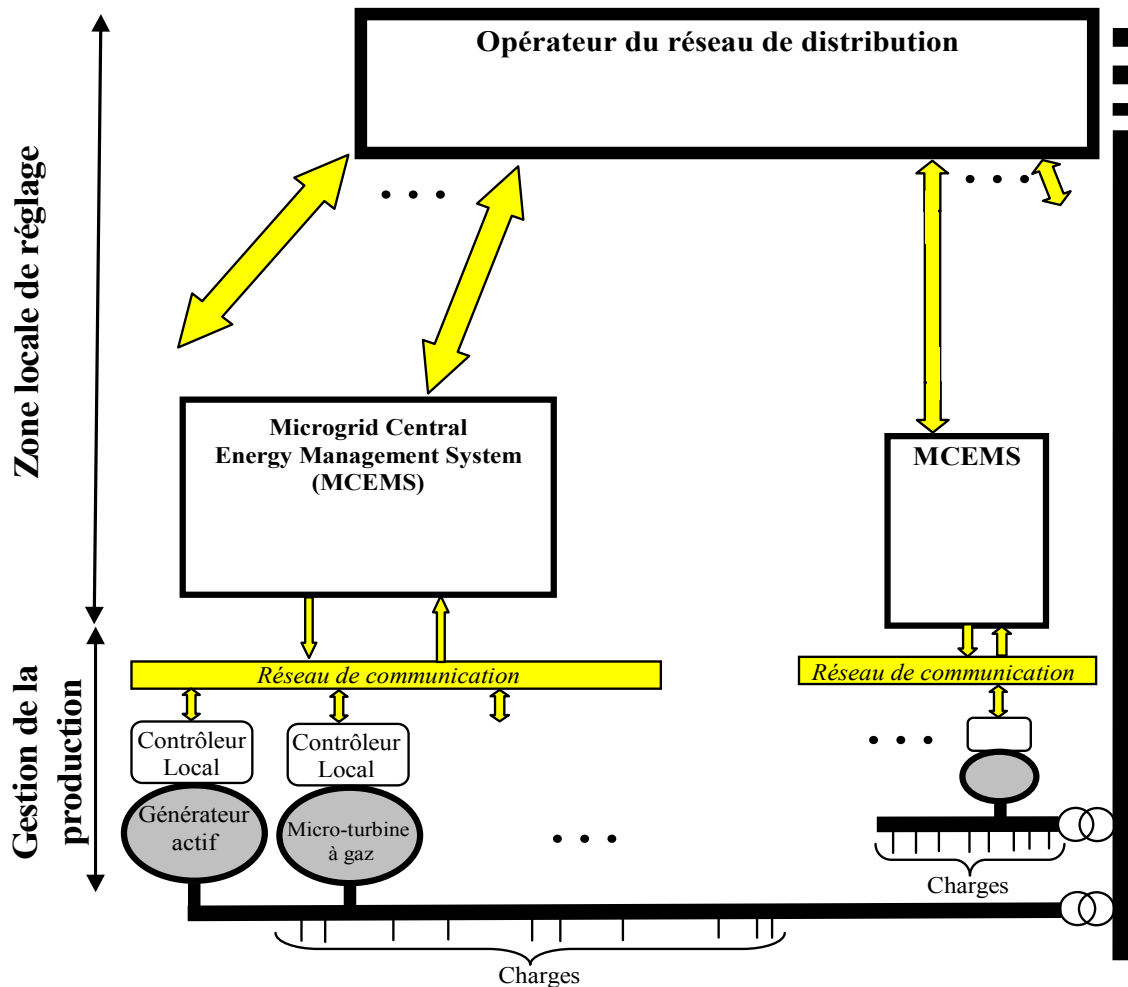 Opérateur du réseau de distribution
Zone locale de réglage
Microgrid Central
Energy Management System
(MCEMS)
MCEMS
Réseau de communication
Réseau de communication
Gestion de la
production
Contrôleur
Local
Contrôleur
Local
Générateur
actif
Micro-turbine
à gaz
Charges
Charges